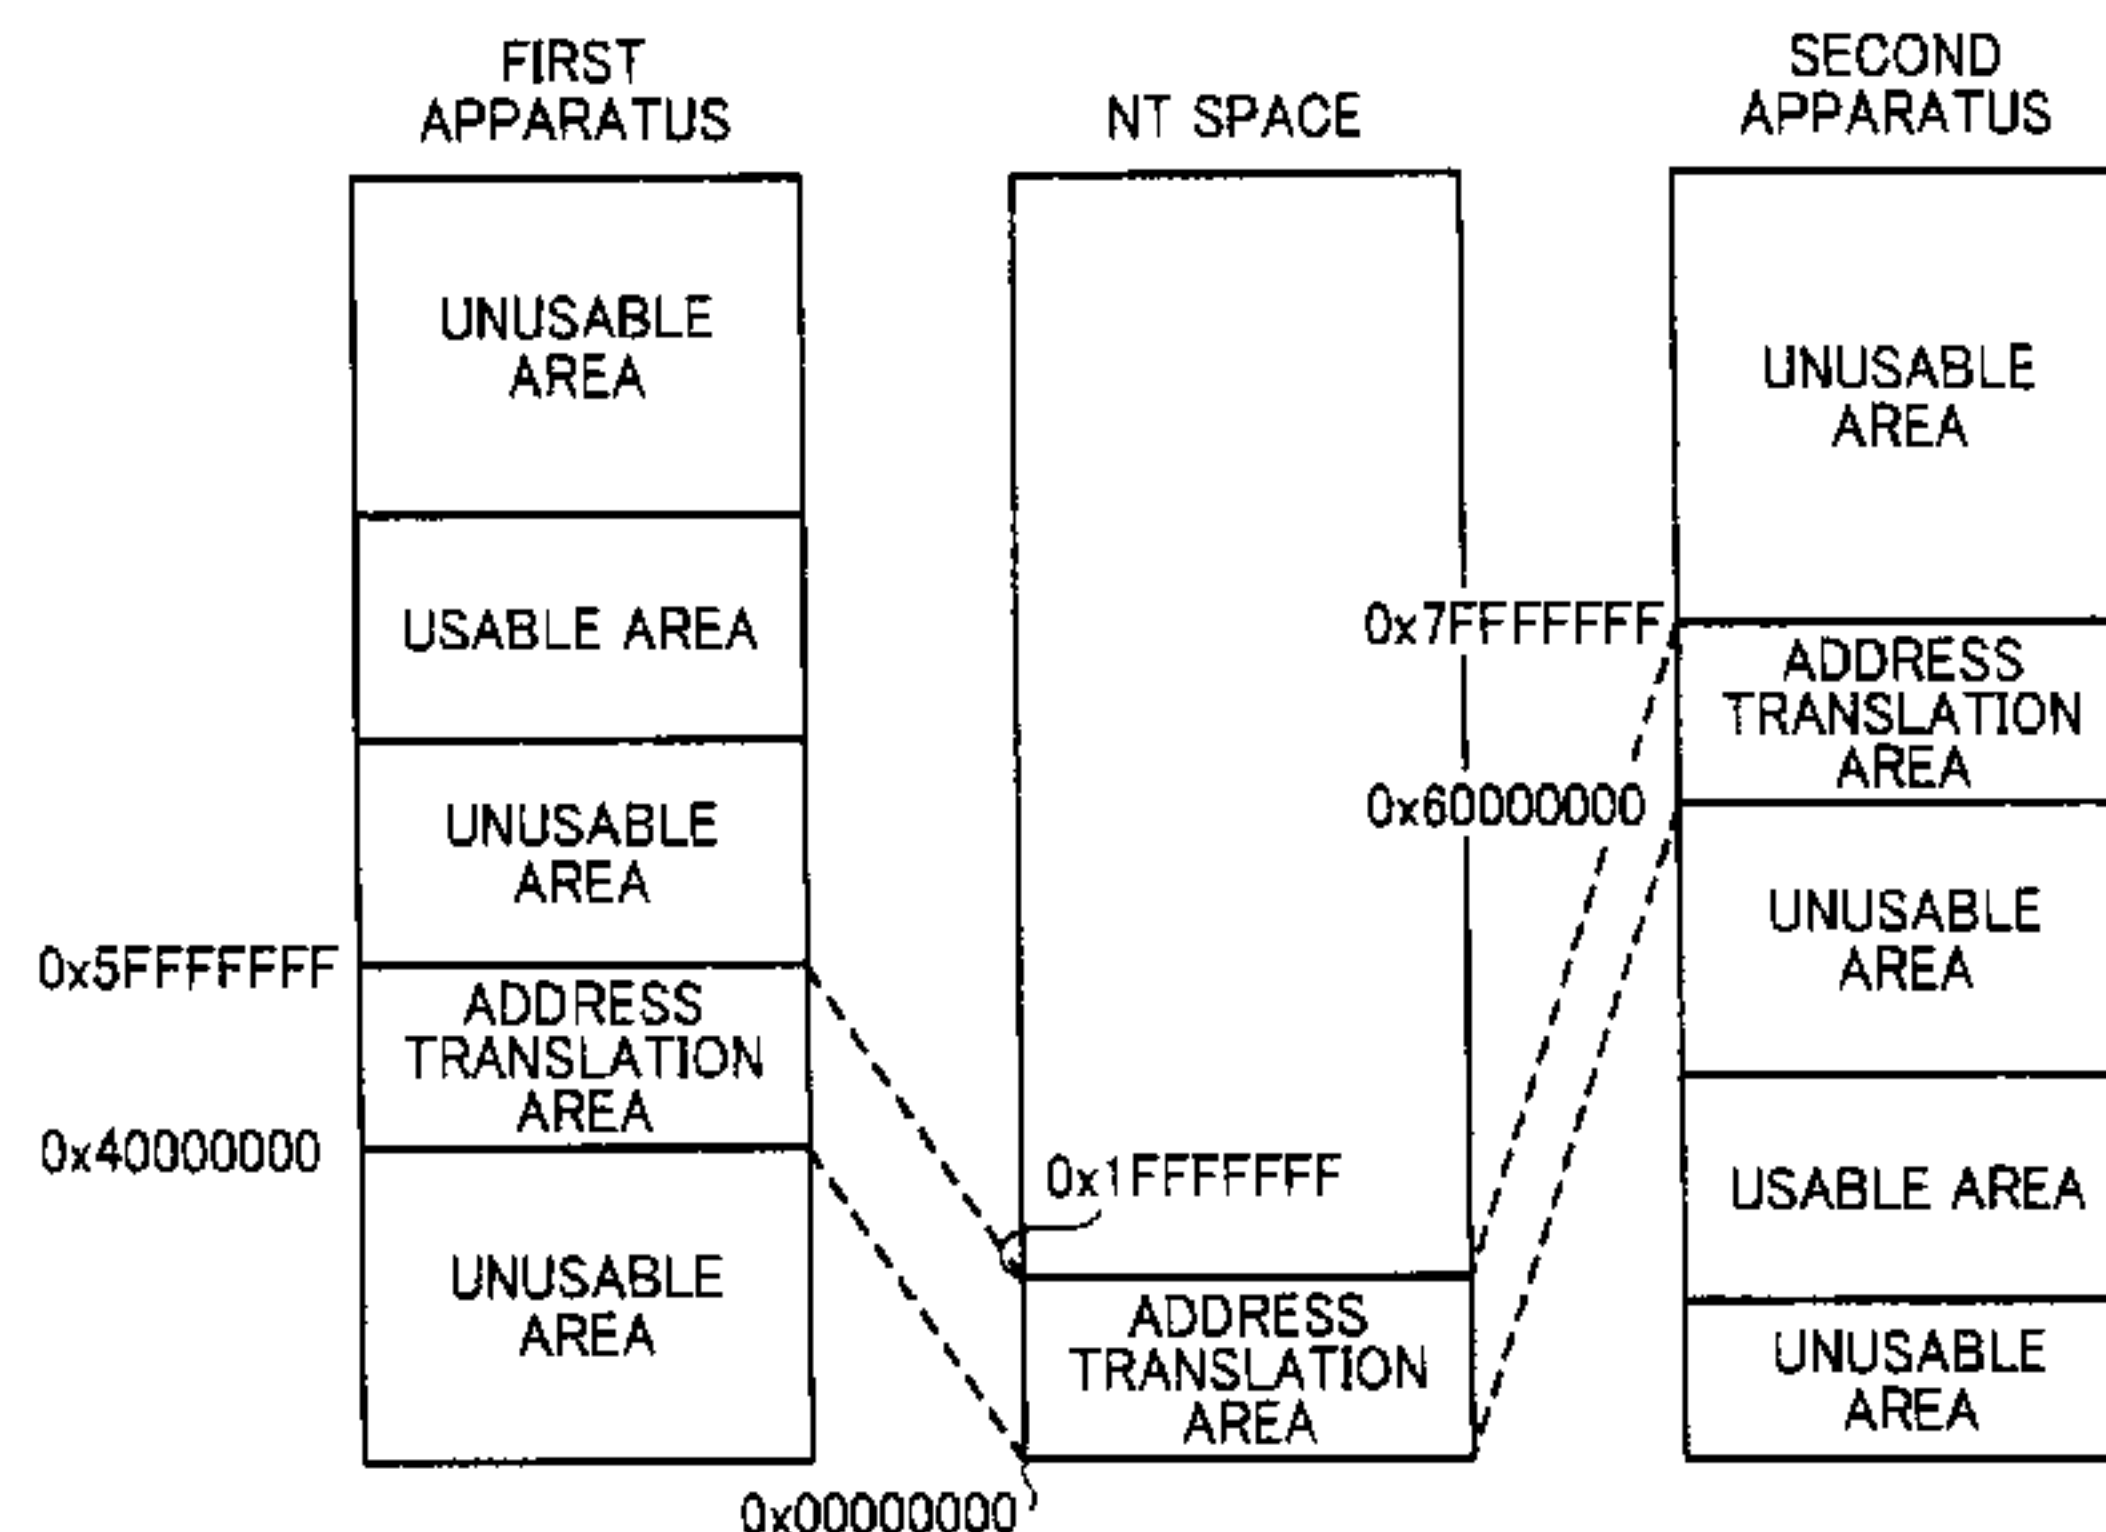 FIRST
APPARATUS
UNUSABLE
AREA
USABLE AREA
UNUSABLE
AREA
0x5FFFFFFF
ADDRESS
TRANSLATION
AREA
0x40000000
UNUSABLE
AREA
NT SPACE
0x1FFFFFFF
ADDRESS
TRANSLATION
AREA
0x00000000
SECOND
APPARATUS
UNUSABLE
AREA
0x7FFFFFFF
ADDRESS
TRANSLATION
AREA
0x60000000
UNUSABLE
AREA
USABLE AREA
UNUSABLE
AREA